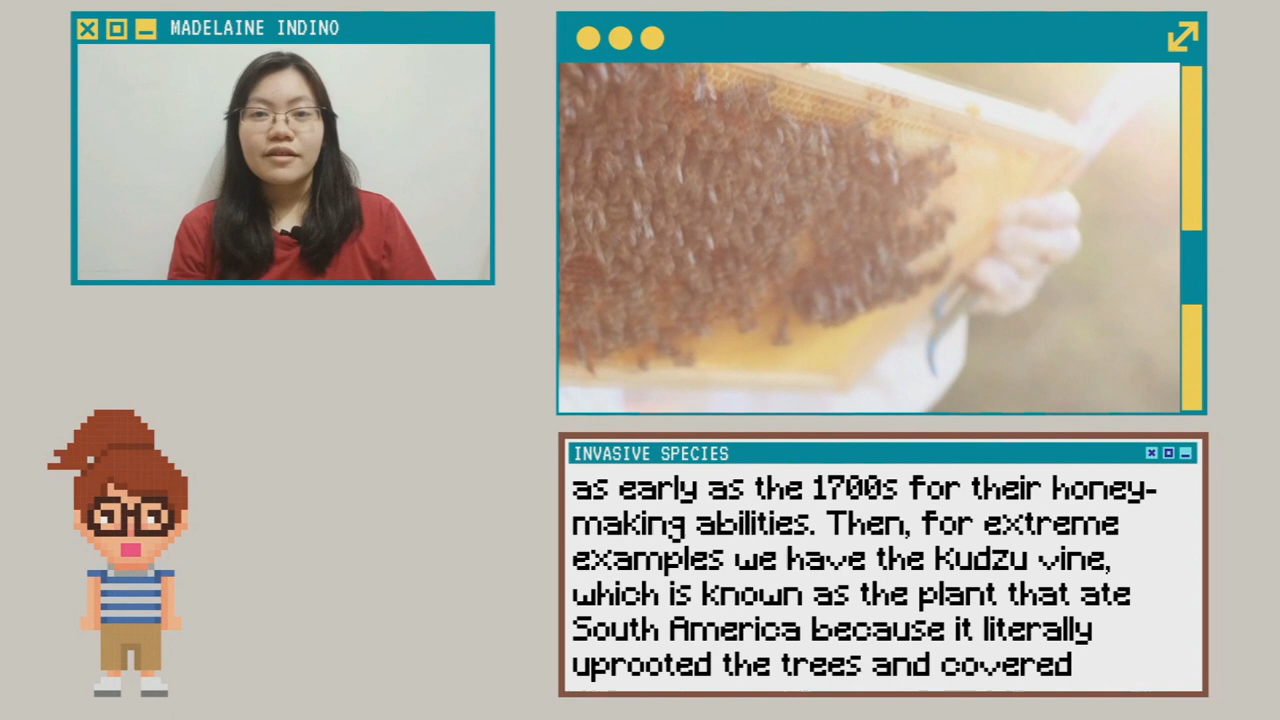 MADELAINE INDINO
INVASIVE SPECIES
as early as the 1700s for their honey-
making abilities. Then, for extreme
examples we have the Kudzu vine,
which is known as the plant that ate
South America because it literally
uprooted the trees and covered